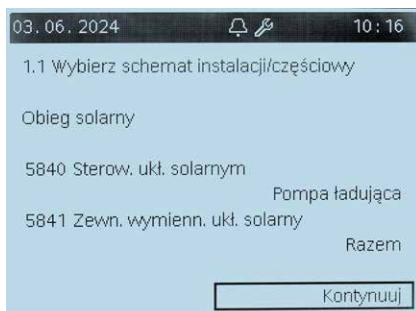 03.06.2024 10:16
1.1 Wybierz schemat instalacji/częściowy
Obieg solarny
5840 Sterow. ukł. solarnym
Pompa ładująca
5841 Zewn. wymienn. ukł. solarny
Razem
Kontynuuj